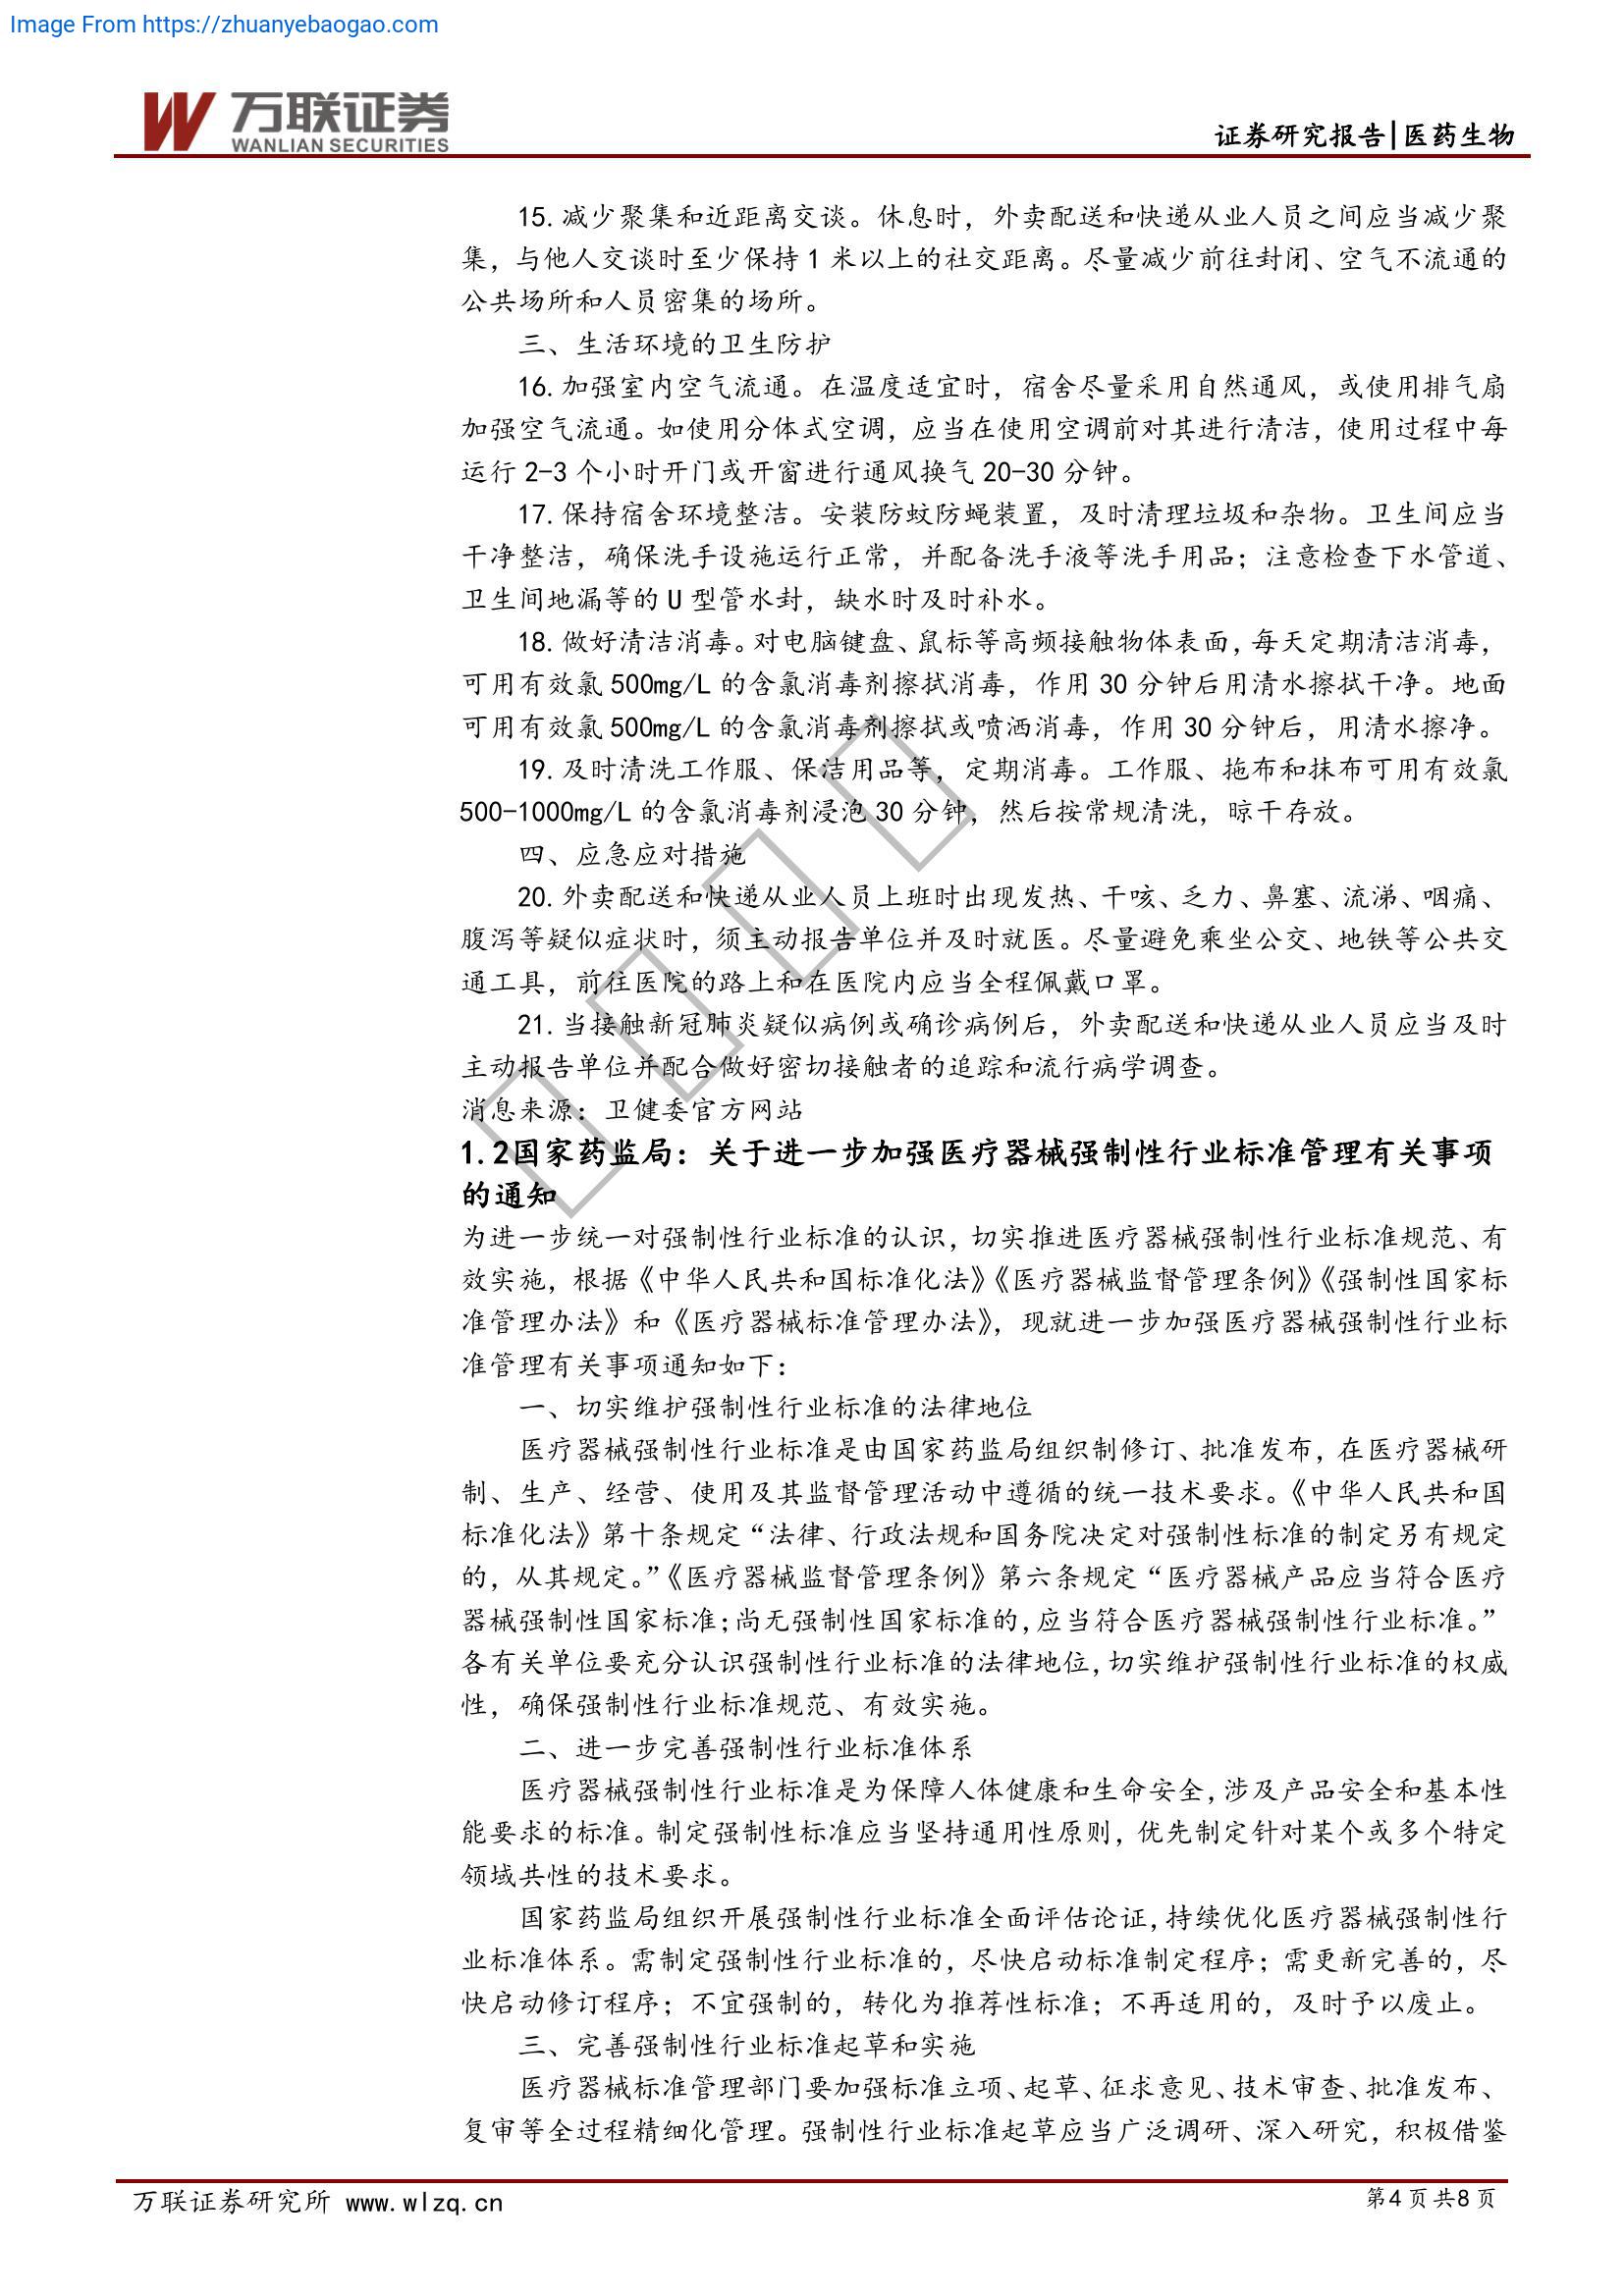 Image From https://zhuanyebaogao.com
万联证券
WANLIAN SECURITIES
证券研究报告|医药生物
15.减少聚集和近距离交谈。休息时，外卖配送和快递从业人员之间应当减少聚
集，与他人交谈时至少保持 1 米以上的社交距离。尽量减少前往封闭、空气不流通的
公共场所和人员密集的场所。
三、生活环境的卫生防护
16.加强室内空气流通。在温度适宜时，宿舍尽量采用自然通风，或使用排气扇
加强空气流通。如使用分体式空调，应当在使用空调前对其进行清洁，使用过程中每
运行 2-3 个小时开门或开窗进行通风换气 20-30 分钟。
17.保持宿舍环境整洁。安装防蚊防蝇装置，及时清理垃圾和杂物。卫生间应当
干净整洁，确保洗手设施运行正常，并配备洗手液等洗手用品；注意检查下水管道、
卫生间地漏等的 U 型管水封，缺水时及时补水。
18.做好清洁消毒。对电脑键盘、鼠标等高频接触物体表面，每天定期清洁消毒，
可用有效氯 500mg/L 的含氯消毒剂擦拭消毒，作用 30 分钟后用清水擦拭干净。地面
可用有效氯 500mg/L 的含氯消毒剂擦拭或喷洒消毒，作用 30 分钟后，用清水擦净。
19.及时清洗工作服、保洁用品等，定期消毒。工作服、拖布和抹布可用有效氯
500-1000mg/L 的含氯消毒剂浸泡 30 分钟，然后按常规清洗，晾干存放。
四、应急应对措施
20.外卖配送和快递从业人员上班时出现发热、干咳、乏力、鼻塞、流涕、咽痛、
腹泻等疑似症状时，须主动报告单位并及时就医。尽量避免乘坐公交、地铁等公共交
通工具，前往医院的路上和在医院内应当全程佩戴口罩。
21.当接触新冠肺炎疑似病例或确诊病例后，外卖配送和快递从业人员应当及时
主动报告单位并配合做好密切接触者的追踪和流行病学调查。
消息来源：卫健委官方网站
1.2国家药监局：关于进一步加强医疗器械强制性行业标准管理有关事项
的通知
为进一步统一对强制性行业标准的认识，切实推进医疗器械强制性行业标准规范、有
效实施，根据《中华人民共和国标准化法》《医疗器械监督管理条例》《强制性国家标
准管理办法》和《医疗器械标准管理办法》，现就进一步加强医疗器械强制性行业标
准管理有关事项通知如下：
一、切实维护强制性行业标准的法律地位
医疗器械强制性行业标准是由国家药监局组织制修订、批准发布，在医疗器械研
制、生产、经营、使用及其监督管理活动中遵循的统一技术要求。《中华人民共和国
标准化法》第十条规定“法律、行政法规和国务院决定对强制性标准的制定另有规定
的，从其规定。”《医疗器械监督管理条例》第六条规定“医疗器械产品应当符合医疗
器械强制性国家标准；尚无强制性国家标准的，应当符合医疗器械强制性行业标准。”
各有关单位要充分认识强制性行业标准的法律地位，切实维护强制性行业标准的权威
性，确保强制性行业标准规范、有效实施。
二、进一步完善强制性行业标准体系
医疗器械强制性行业标准是为保障人体健康和生命安全，涉及产品安全和基本性
能要求的标准。制定强制性标准应当坚持通用性原则，优先制定针对某个或多个特定
领域共性的技术要求。
国家药监局组织开展强制性行业标准全面评估论证，持续优化医疗器械强制性行
业标准体系。需制定强制性行业标准的，尽快启动标准制定程序；需更新完善的，尽
快启动修订程序；不宜强制的，转化为推荐性标准；不再适用的，及时予以废止。
三、完善强制性行业标准起草和实施
医疗器械标准管理部门要加强标准立项、起草、征求意见、技术审查、批准发布、
复审等全过程精细化管理。强制性行业标准起草应当广泛调研、深入研究，积极借鉴
万联证券研究所 www.wlzq.cn
第4页共8页